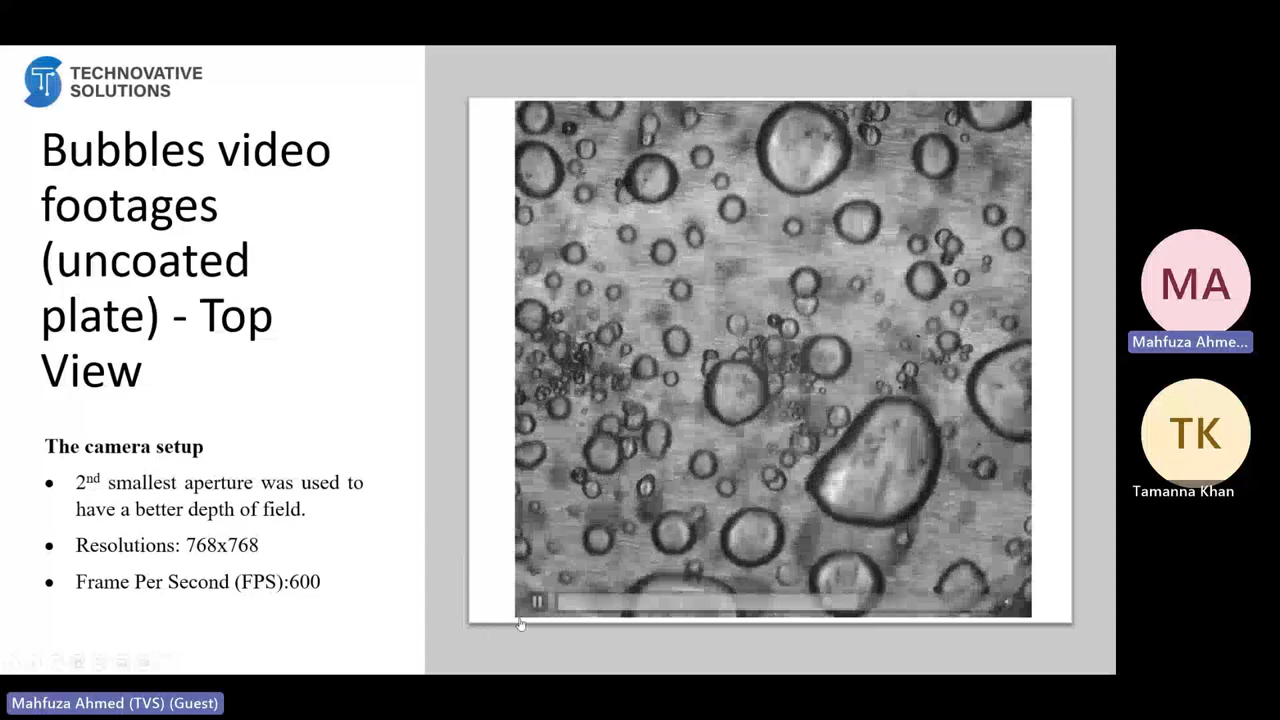 TECHNOVATIVE
SOLUTIONS
Bubbles video
footages
(uncoated
plate) - Top
View
The camera setup
• 2nd smallest aperture was used to
have a better depth of field.
• Resolutions: 768x768
• Frame Per Second (FPS):600
MA
Mahfuza Ahme...
TK
Tamanna Khan
Mahfuza Ahmed (TVS) (Guest)